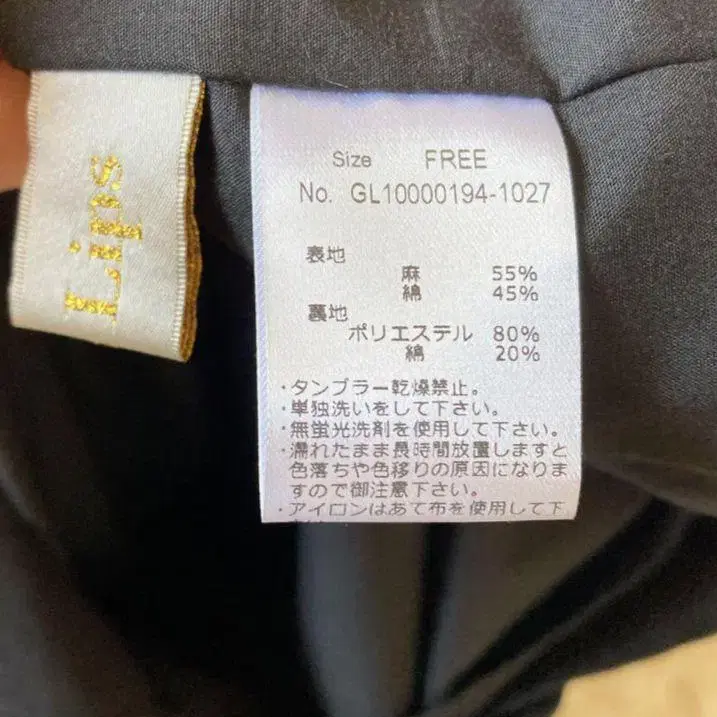 Lips
Size FREE
No. GL10000194-1027
表地
麻 55%
綿 45%
裏地
ポリエステル 80%
綿 20%
・タンブラー乾燥禁止。
・単独洗いをして下さい。
・無蛍光洗剤を使用して下さい。
・濡れたまま長時間放置しますと
色落ちや色移りの原因になりま
すので御注意下さい。
・アイロンはあて布を使用して下